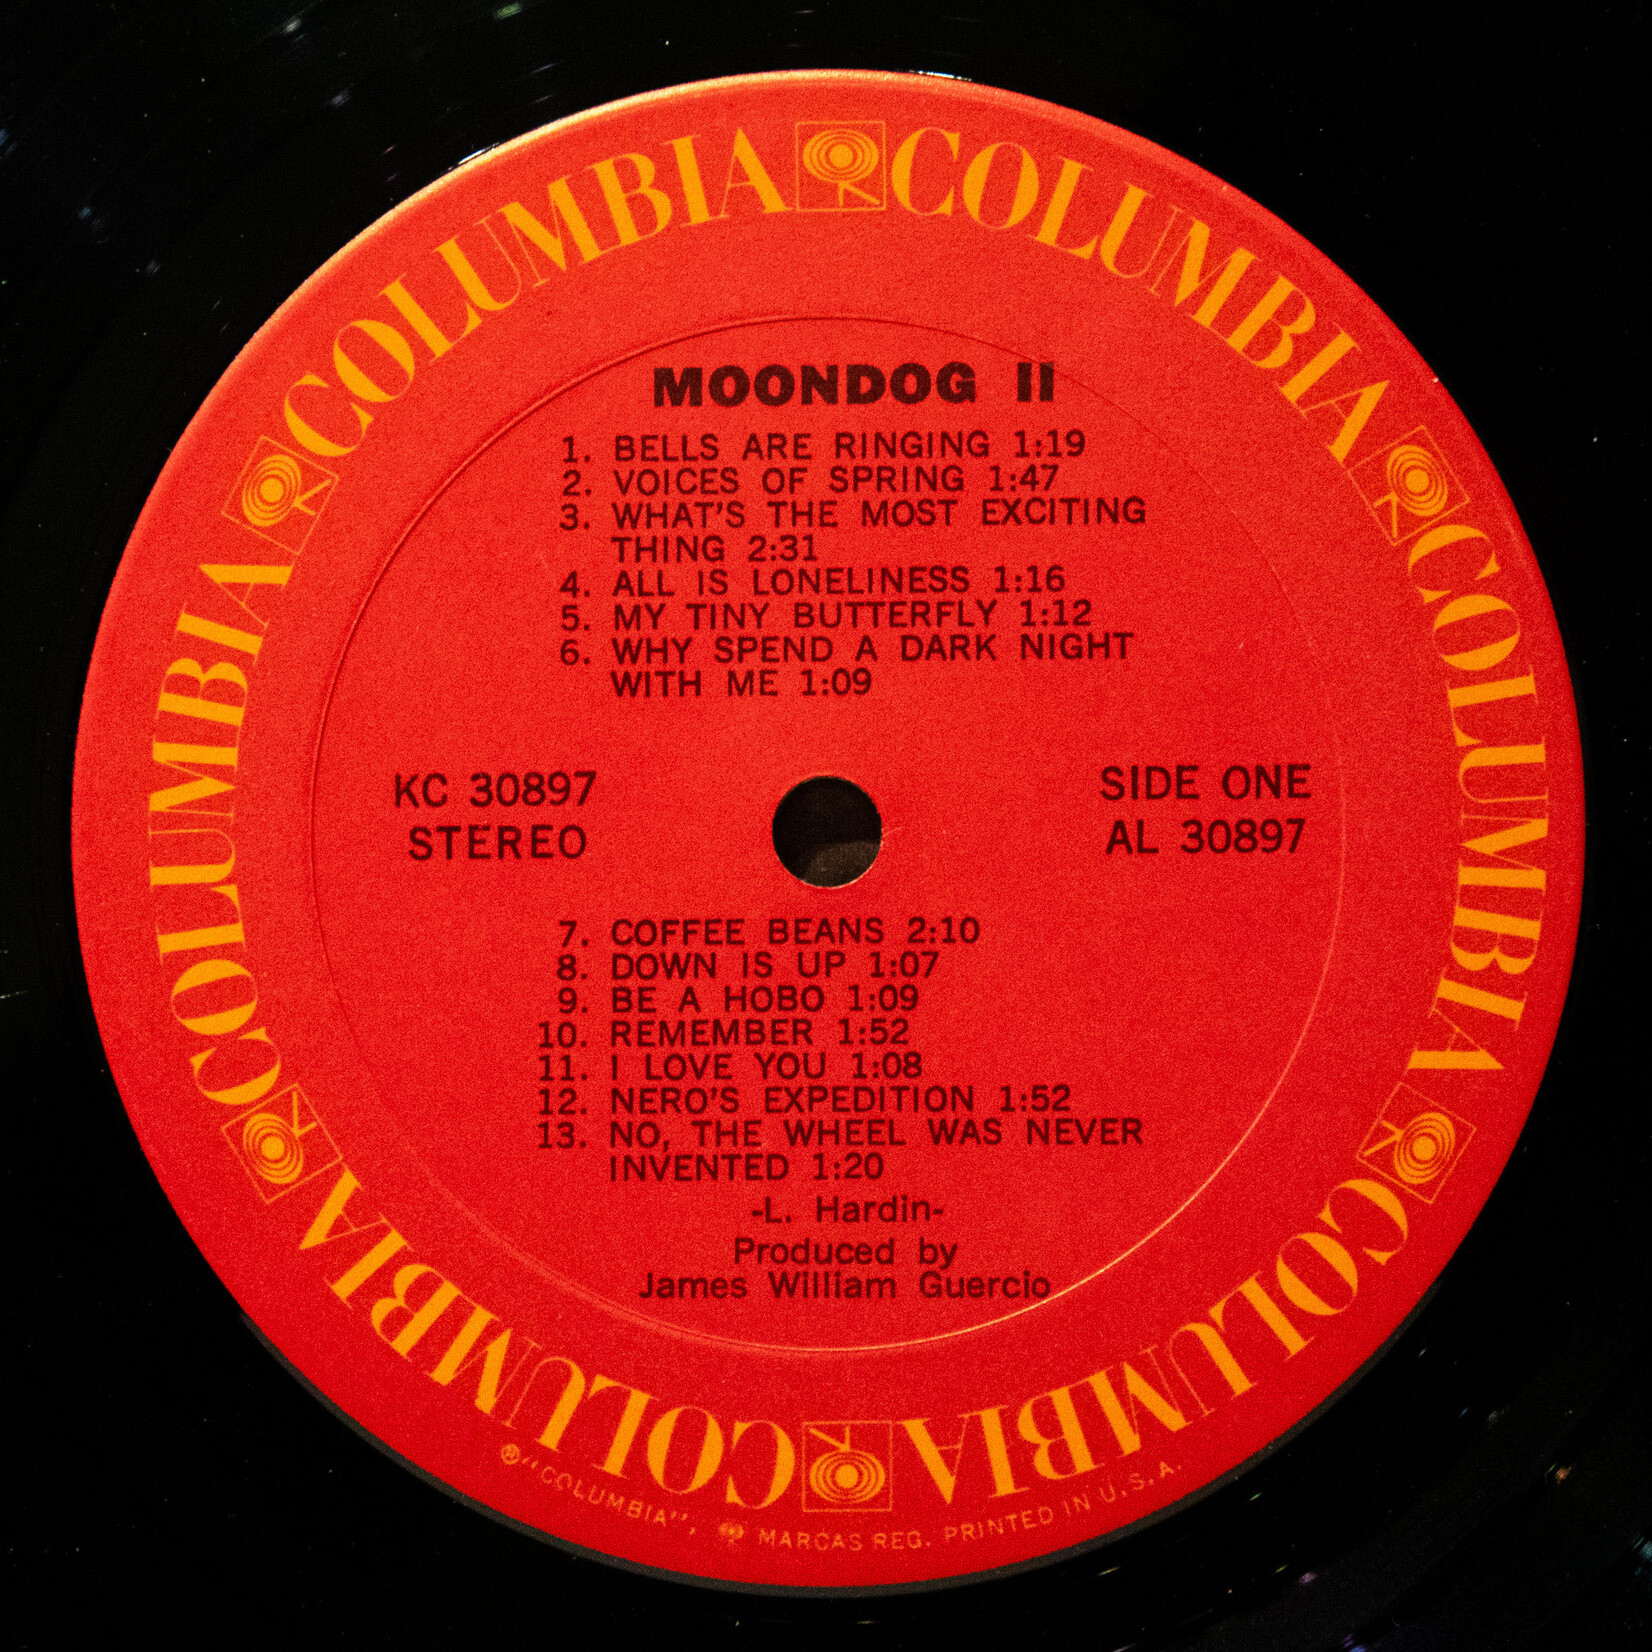 COLUMBIA COLUMBIA COLUMBIA COLUMBIA COLUMBIA COLUMBIA
MOONDOG II
1. BELLS ARE RINGING 1:19
2. VOICES OF SPRING 1:47
3. WHAT'S THE MOST EXCITING
THING 2:31
4. ALL IS LONELINESS 1:16
5. MY TINY BUTTERFLY 1:12
6. WHY SPEND A DARK NIGHT
WITH ME 1:09
KC 30897
STEREO
SIDE ONE
AL 30897
7. COFFEE BEANS 2:10
8. DOWN IS UP 1:07
9. BE A HOBO 1:09
10. REMEMBER 1:52
11. I LOVE YOU 1:08
12. NERO'S EXPEDITION 1:52
13. NO, THE WHEEL WAS NEVER
INVENTED 1:20
-L. Hardin-
Produced by
James William Guercio
℗ "COLUMBIA", MARCAS REG. PRINTED IN U.S.A.